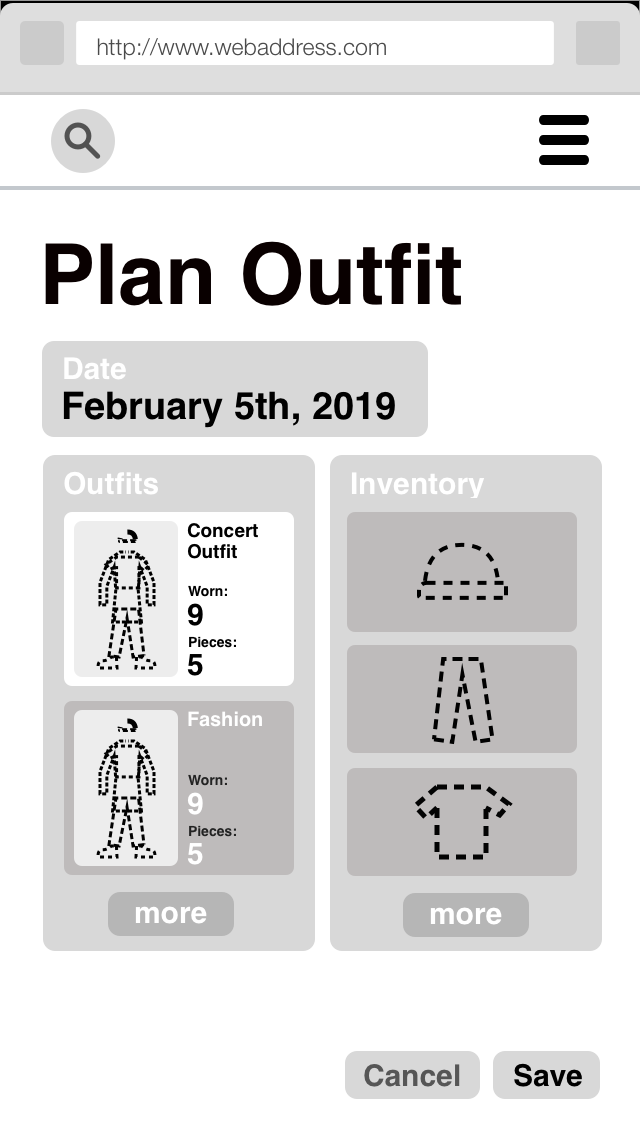 http://www.webaddress.com
Plan Outfit
Date
February 5th, 2019
Outfits
Concert
Outfit
Worn:
9
Pieces:
5
Fashion
Worn:
9
Pieces:
5
more
Inventory
more
Cancel
Save